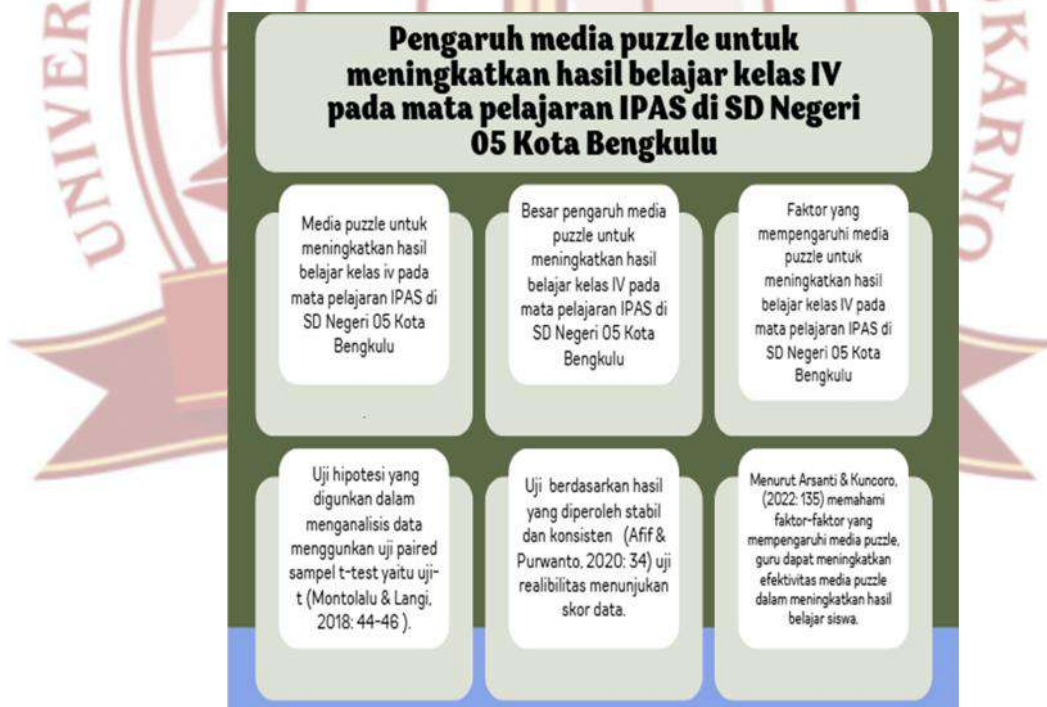 UNIVER
KARNO
Pengaruh media puzzle untuk
meningkatkan hasil belajar kelas IV
pada mata pelajaran IPAS di SD Negeri
05 Kota Bengkulu
Media puzzle untuk
meningkatkan hasil
belajar kelas iv pada
mata pelajaran IPAS di
SD Negeri 05 Kota
Bengkulu
.
Besar pengaruh media
puzzle untuk
meningkatkan hasil
belajar kelas IV pada
mata pelajaran IPAS di
SD Negeri 05 Kota
Bengkulu
Faktor yang
mempengaruhi media
puzzle untuk
meningkatkan hasil
belajar kelas IV pada
mata pelajaran IPAS di
SD Negeri 05 Kota
Bengkulu
Uji hipotesi yang
digunkan dalam
menganalisis data
menggunkan uji paired
sampel t-test yaitu uji-
t (Montolalu & Langi,
2018: 44-46 ).
Uji berdasarkan hasil
yang diperoleh stabil
dan konsisten (Afif &
Purwanto, 2020: 34) uji
realibilitas menunjukan
skor data.
Menurut Arsanti & Kuncoro,
(2022: 135) memahami
faktor-faktor yang
mempengaruhi media puzzle,
guru dapat meningkatkan
efektivitas media puzzle
dalam meningkatkan hasil
belajar siswa.